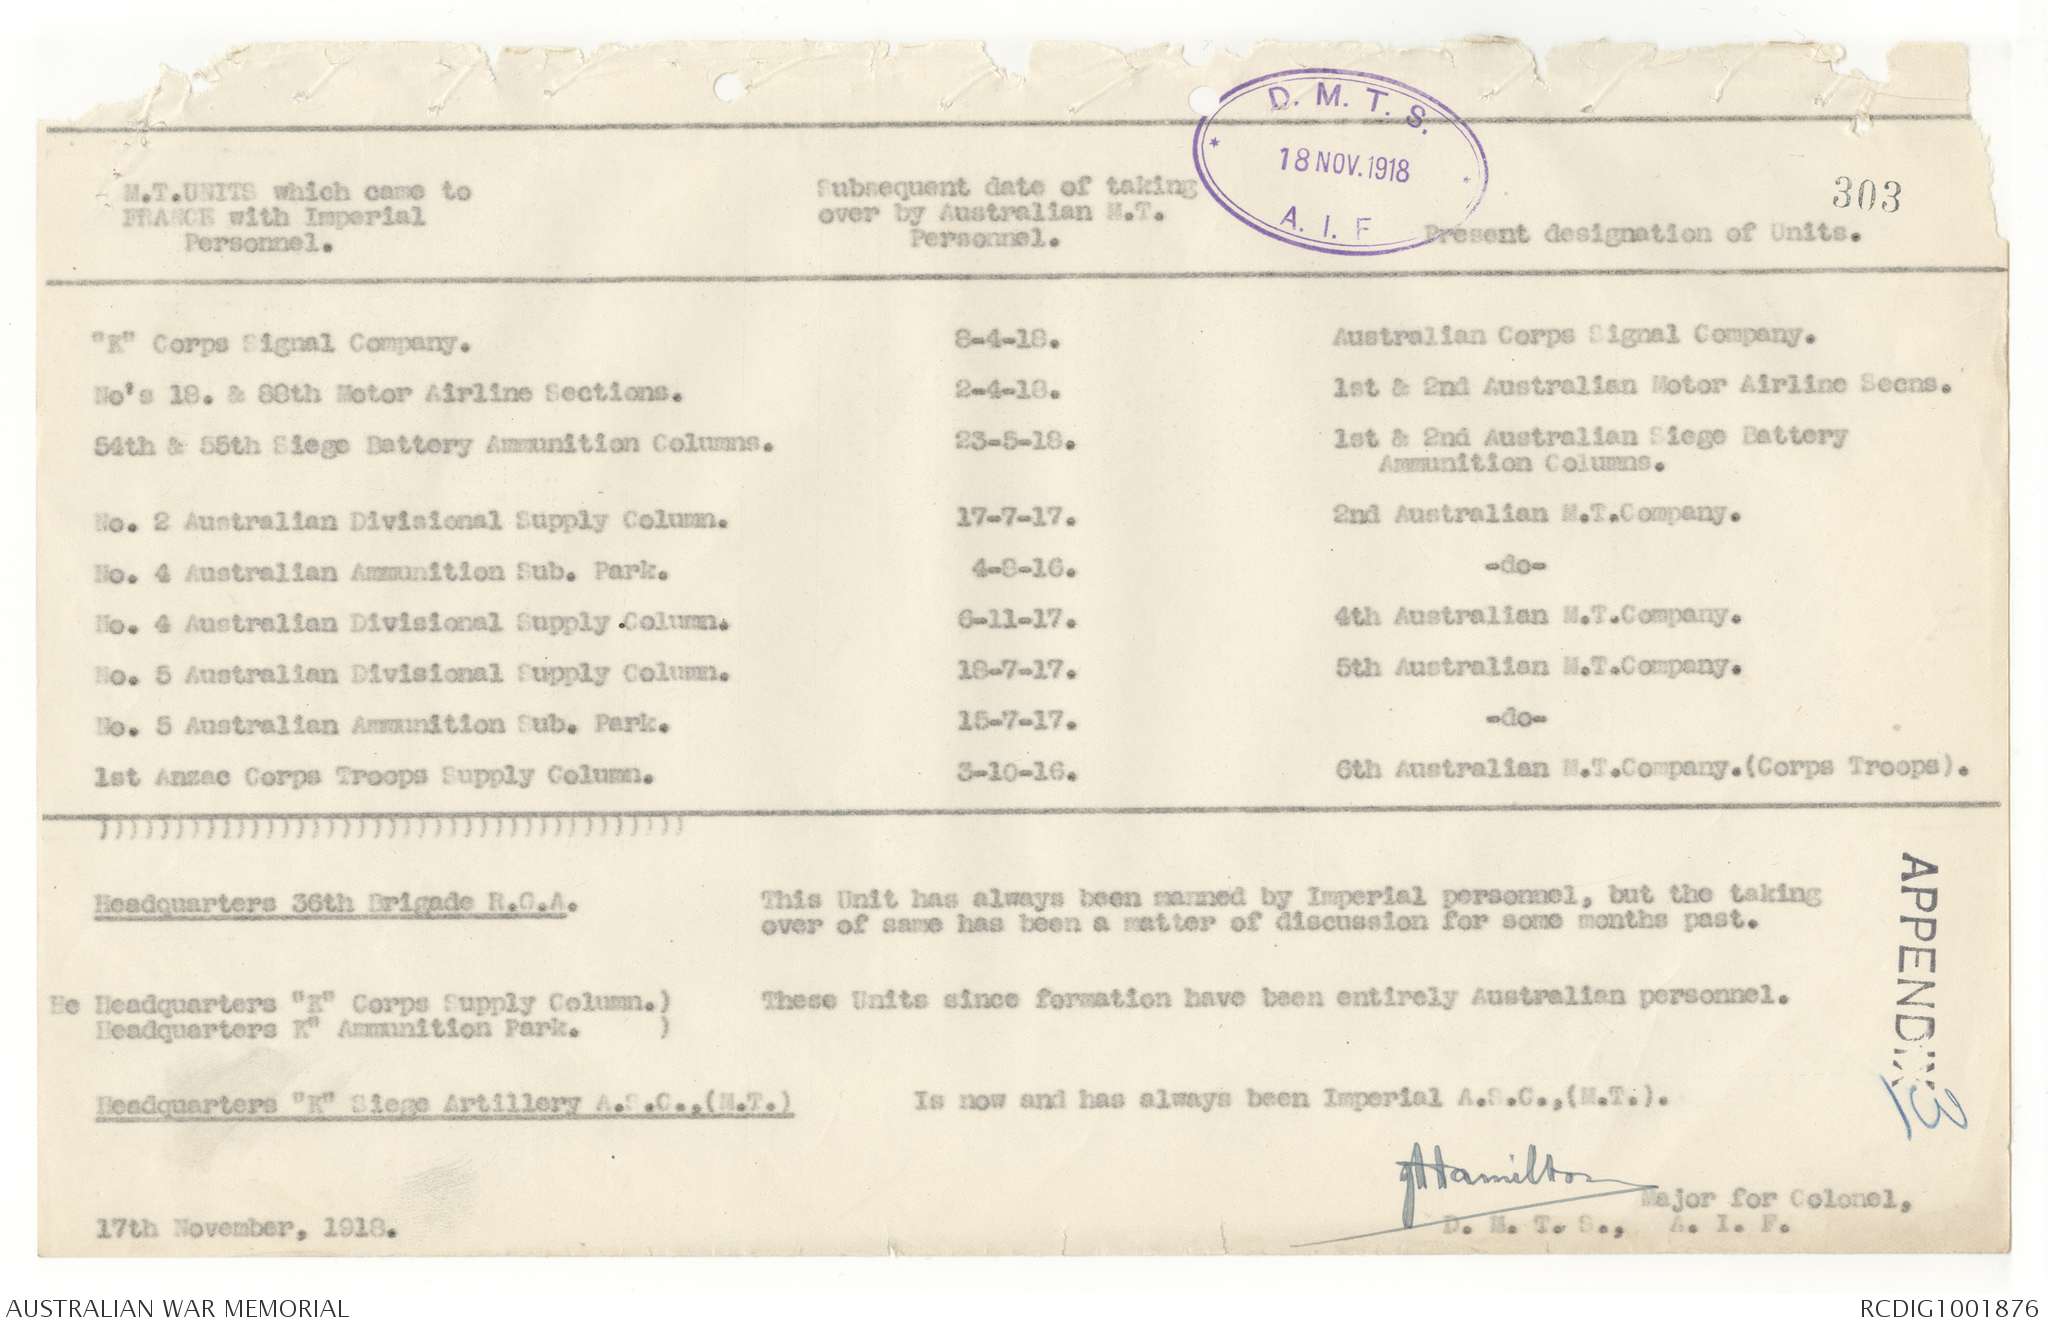 D. M. T. S.
18 NOV. 1918
A. I. F
303
M.T.UNITS which came to
FRANCE with Imperial
Personnel.
Subsequent date of taking
over by Australian M.T.
Personnel.
Present designation of Units.
"K" Corps Signal Company. 8-4-18. Australian Corps Signal Company.
No's 18. & 88th Motor Airline Sections. 2-4-18. 1st & 2nd Australian Motor Airline Secns.
54th & 55th Siege Battery Ammunition Columns. 23-5-18. 1st & 2nd Australian Siege Battery
Ammunition Columns.
No. 2 Australian Divisional Supply Column. 17-7-17. 2nd Australian M.T.Company.
No. 4 Australian Ammunition Sub. Park. 4-8-16. -do-
No. 4 Australian Divisional Supply Column. 6-11-17. 4th Australian M.T.Company.
No. 5 Australian Divisional Supply Column. 18-7-17. 5th Australian M.T.Company.
No. 5 Australian Ammunition Sub. Park. 15-7-17. -do-
1st Anzac Corps Troops Supply Column. 3-10-16. 6th Australian M.T.Company.(Corps Troops).
)))))))))))))))))))))))))))))))))))))))
Headquarters 36th Brigade R.G.A. This Unit has always been manned by Imperial personnel, but the taking
over of same has been a matter of discussion for some months past.
He Headquarters "K" Corps Supply Column.) These Units since formation have been entirely Australian personnel.
Headquarters K" Ammunition Park. )
Headquarters "K" Siege Artillery A.S.C.,(M.T.) Is now and has always been Imperial A.S.C.,(M.T.).
APPENDIX 3
Hamilton
Major for Colonel,
17th November, 1918. D. M. T. S., A. I. F.
AUSTRALIAN WAR MEMORIAL
RCDIG1001876